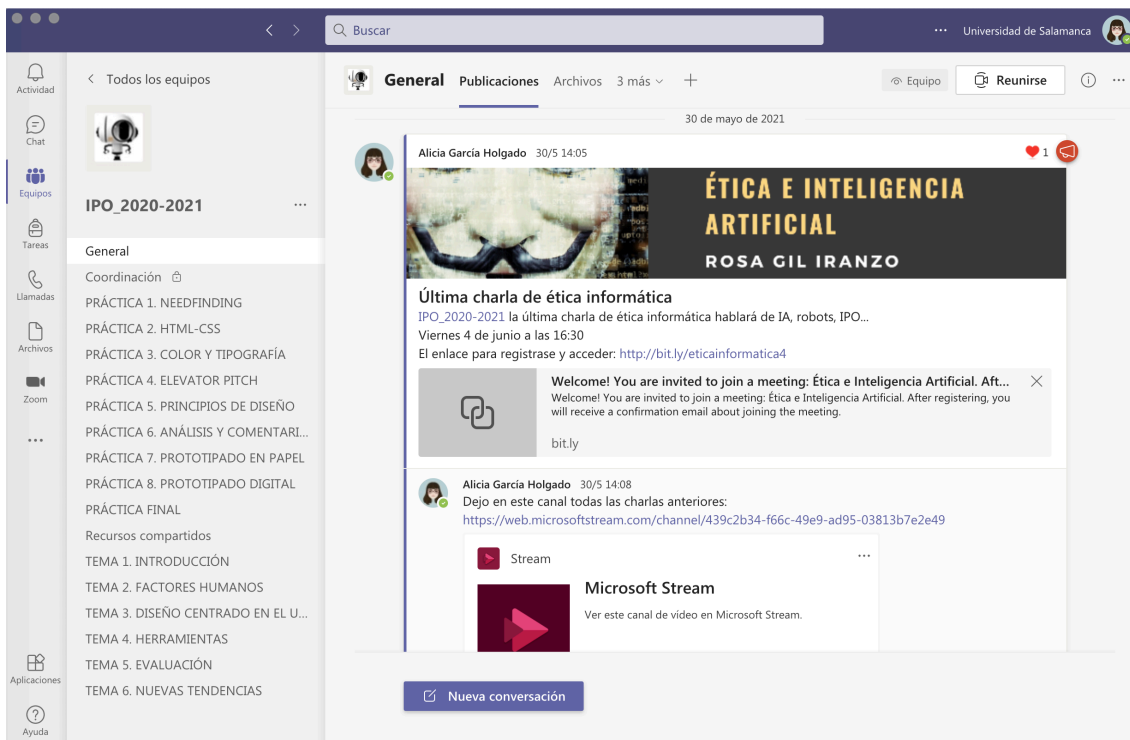 Buscar
Universidad de Salamanca
Actividad
Chat
Equipos
Tareas
Llamadas
Archivos
Zoom
Aplicaciones
Ayuda
Todos los equipos
IPO_2020-2021
General
Coordinación
PRÁCTICA 1. NEEDFINDING
PRÁCTICA 2. HTML-CSS
PRÁCTICA 3. COLOR Y TIPOGRAFÍA
PRÁCTICA 4. ELEVATOR PITCH
PRÁCTICA 5. PRINCIPIOS DE DISEÑO
PRÁCTICA 6. ANÁLISIS Y COMENTARI...
PRÁCTICA 7. PROTOTIPADO EN PAPEL
PRÁCTICA 8. PROTOTIPADO DIGITAL
PRÁCTICA FINAL
Recursos compartidos
TEMA 1. INTRODUCCIÓN
TEMA 2. FACTORES HUMANOS
TEMA 3. DISEÑO CENTRADO EN EL U...
TEMA 4. HERRAMIENTAS
TEMA 5. EVALUACIÓN
TEMA 6. NUEVAS TENDENCIAS
General Publicaciones Archivos 3 más
Equipo Reunirse
30 de mayo de 2021
Alicia García Holgado 30/5 14:05
1
ÉTICA E INTELIGENCIA
ARTIFICIAL
ROSA GIL IRANZO
Última charla de ética informática
IPO_2020-2021 la última charla de ética informática hablará de IA, robots, IPO...
Viernes 4 de junio a las 16:30
El enlace para registrase y acceder: http://bit.ly/eticainformatica4
Welcome! You are invited to join a meeting: Ética e Inteligencia Artificial. Aft...
Welcome! You are invited to join a meeting: Ética e Inteligencia Artificial. After registering, you
will receive a confirmation email about joining the meeting.
bit.ly
Alicia García Holgado 30/5 14:08
Dejo en este canal todas las charlas anteriores:
https://web.microsoftstream.com/channel/439c2b34-f66c-49e9-ad95-03813b7e2e49
Stream
Microsoft Stream
Ver este canal de vídeo en Microsoft Stream.
Nueva conversación